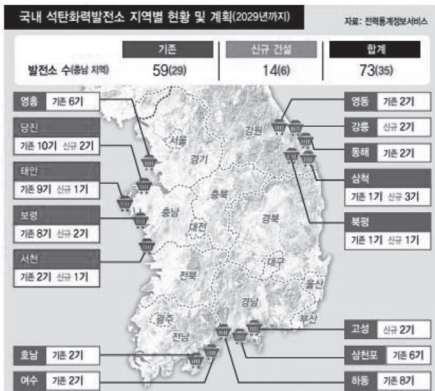 국내 석탄화력발전소 지역별 현황 및 계획(2029년까지)
자료: 전력통계정보서비스
기존 신규 건설 합계
발전소 수(충남 지역) 59(29) 14(6) 73(35)
영흥 기존 6기
당진
기존 10기 신규 2기
태안
기존 9기 신규 1기
보령
기존 8기 신규 2기
서천
기존 2기 신규 1기
호남 기존 2기
여수 기존 2기
서울
경기
강원
충북
충남
대전
경북
전북
대구
울산
경남
부산
광주
전남
영동 기존 2기
강릉 신규 2기
동해 기존 2기
삼척
기존 1기 신규 3기
북평
기존 1기 신규 1기
고성 신규 2기
삼천포 기존 6기
하동 기존 8기